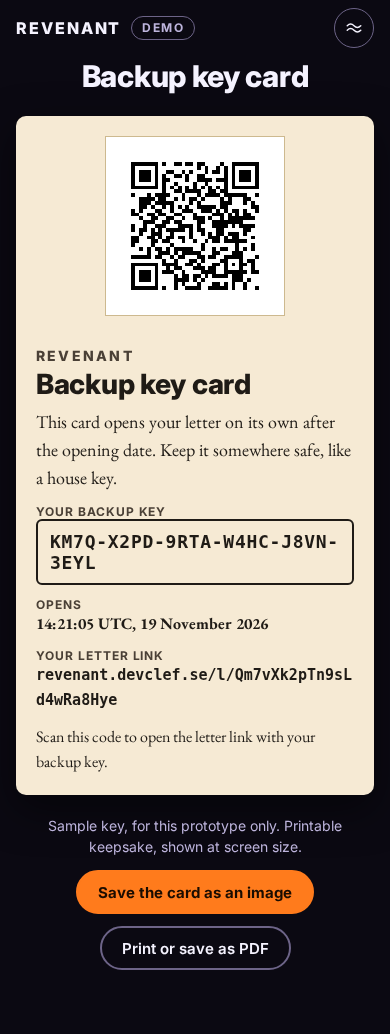 REVENANT DEMO
Backup key card
REVENANT
Backup key card
This card opens your letter on its own after
the opening date. Keep it somewhere safe, like
a house key.
YOUR BACKUP KEY
KM7Q-X2PD-9RTA-W4HC-J8VN-
3EYL
OPENS
14:21:05 UTC, 19 November 2026
YOUR LETTER LINK
revenant.devclef.se/l/Qm7vXk2pTn9sL
d4wRa8Hye
Scan this code to open the letter link with your
backup key.
Sample key, for this prototype only. Printable
keepsake, shown at screen size.
Save the card as an image
Print or save as PDF